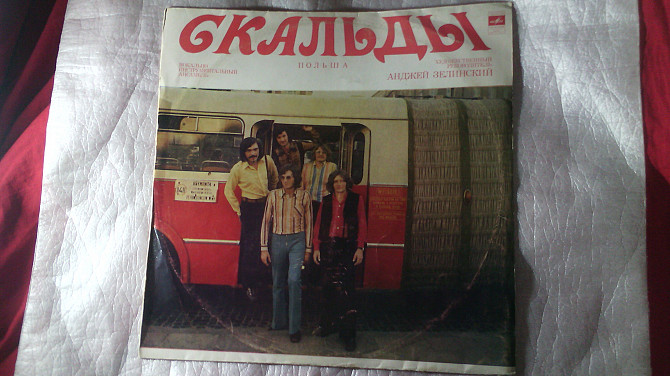 СКАЛЬДЫ
ПОЛЬША
ВОКАЛЬНО-
ИНСТРУМЕНТАЛЬНЫЙ
АНСАМБЛЬ
ХУДОЖЕСТВЕННЫЙ
РУКОВОДИТЕЛЬ
АНДЖЕЙ ЗЕЛИНСКИЙ